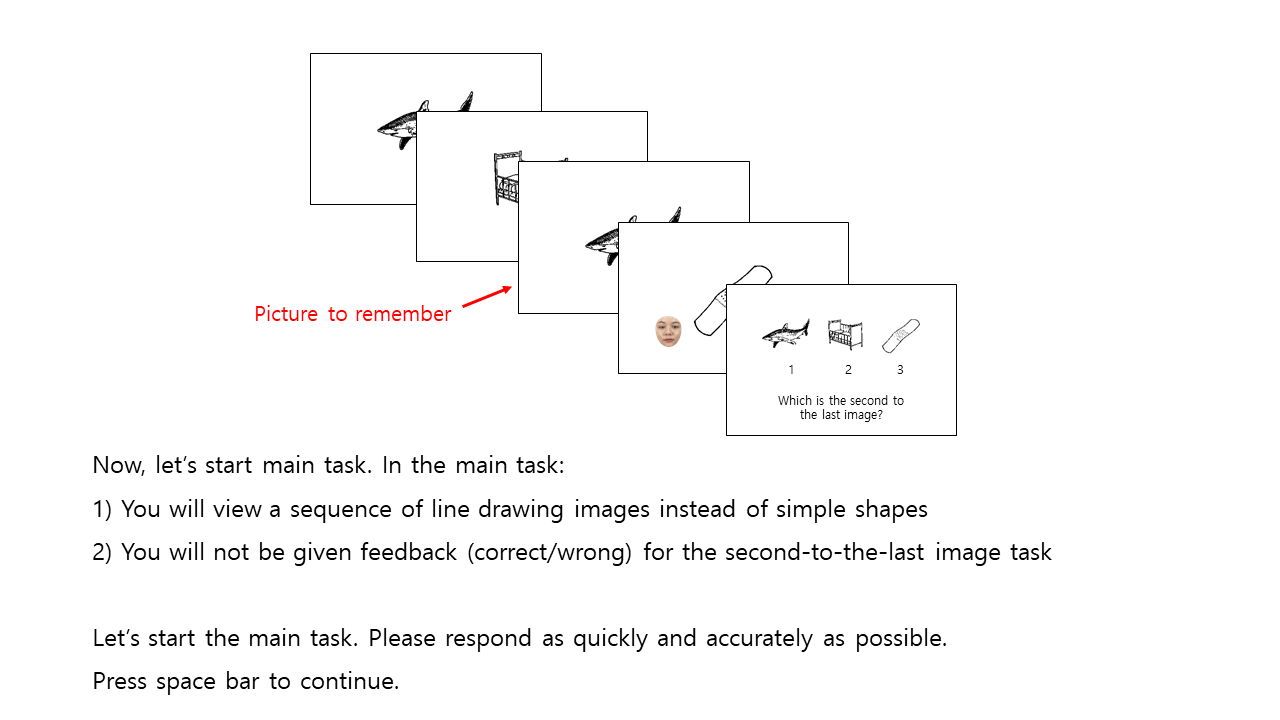 Picture to remember
1 2 3
Which is the second to
the last image?
Now, let’s start main task. In the main task:
1) You will view a sequence of line drawing images instead of simple shapes
2) You will not be given feedback (correct/wrong) for the second-to-the-last image task
Let’s start the main task. Please respond as quickly and accurately as possible.
Press space bar to continue.